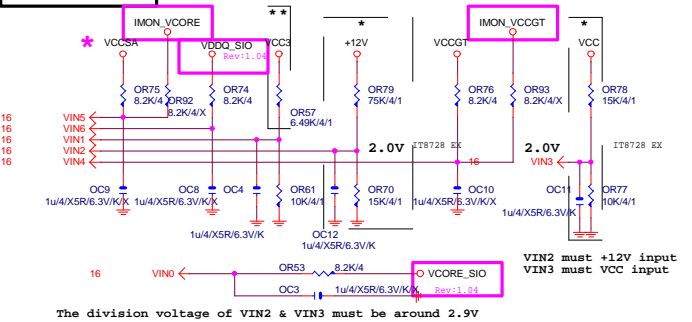 IMON_VCORE
* *
*
IMON_VCCGT
*
*
VCCSA
VDDQ_SIO
VCC3
+12V
VCCGT
VCC
Rev:1.04
OR75
8.2K/4
OR92
8.2K/4/X
OR74
8.2K/4
OR57
6.49K/4/1
OR79
75K/4/1
OR76
8.2K/4
OR93
8.2K/4/X
OR78
15K/4/1
16 VIN5
16 VIN6
16 VIN1
16 VIN2
16 VIN4
2.0V
IT8728 EX
16
2.0V
VIN3
IT8728 EX
OC9
1u/4/X5R/6.3V/K/X
OC8
1u/4/X5R/6.3V/K/X
OC4
1u/4/X5R/6.3V/K
OR61
10K/4/1
OC12
1u/4/X5R/6.3V/K
OR70
15K/4/1
OC10
1u/4/X5R/6.3V/K/X
OC11
1u/4/X5R/6.3V/K
OR77
10K/4/1
VIN2 must +12V input
VIN3 must VCC input
16 VIN0
OR53
8.2K/4
VCORE_SIO
OC3
1u/4/X5R/6.3V/K/X
Rev:1.04
The division voltage of VIN2 & VIN3 must be around 2.9V